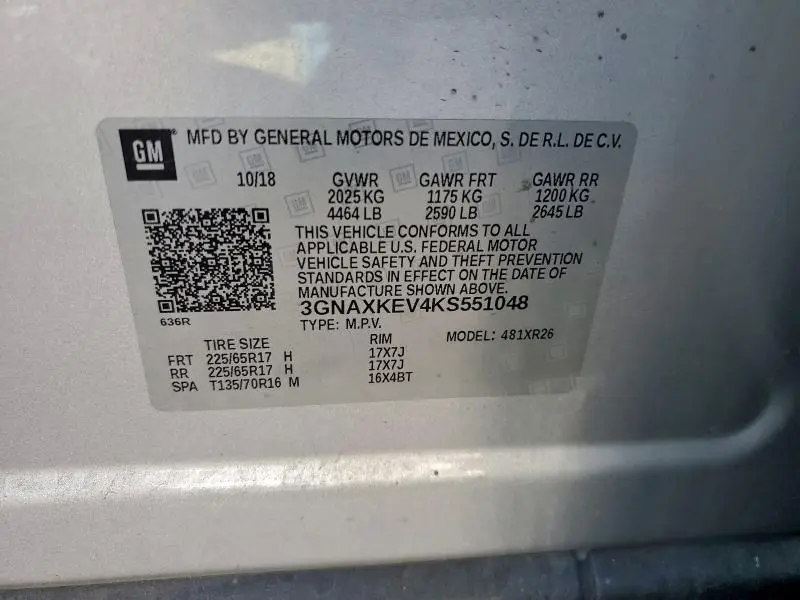 GM ® MFD BY GENERAL MOTORS DE MEXICO, S. DE R.L. DE C.V.
10/18 GVWR GAWR FRT GAWR RR
2025 KG 1175 KG 1200 KG
4464 LB 2590 LB 2645 LB
THIS VEHICLE CONFORMS TO ALL
APPLICABLE U.S. FEDERAL MOTOR
VEHICLE SAFETY AND THEFT PREVENTION
STANDARDS IN EFFECT ON THE DATE OF
MANUFACTURE SHOWN ABOVE.
3GNAXKEV4KS551048
636R TYPE: M.P.V. MODEL: 481XR26
TIRE SIZE RIM
FRT 225/65R17 H 17X7J
RR 225/65R17 H 17X7J
SPA T135/70R16 M 16X4BT